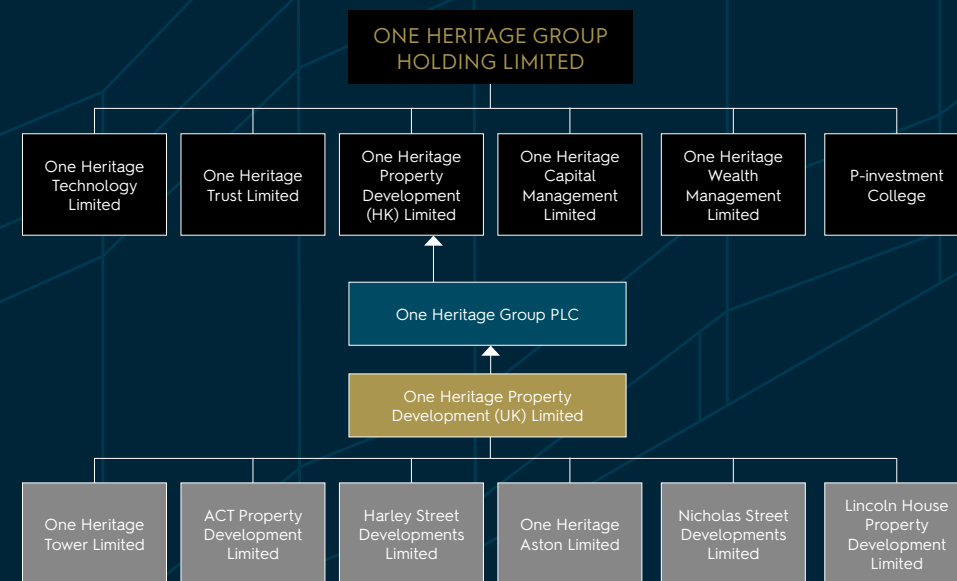 ONE HERITAGE GROUP
HOLDING LIMITED
One Heritage
Technology
Limited
One Heritage
Trust Limited
One Heritage
Property
Development
(HK) Limited
One Heritage
Capital
Management
Limited
One Heritage
Wealth
Management
Limited
P-investment
College
One Heritage Group PLC
One Heritage Property
Development (UK) Limited
One Heritage
Tower Limited
ACT Property
Development
Limited
Harley Street
Developments
Limited
One Heritage
Aston Limited
Nicholas Street
Developments
Limited
Lincoln House
Property
Development
Limited